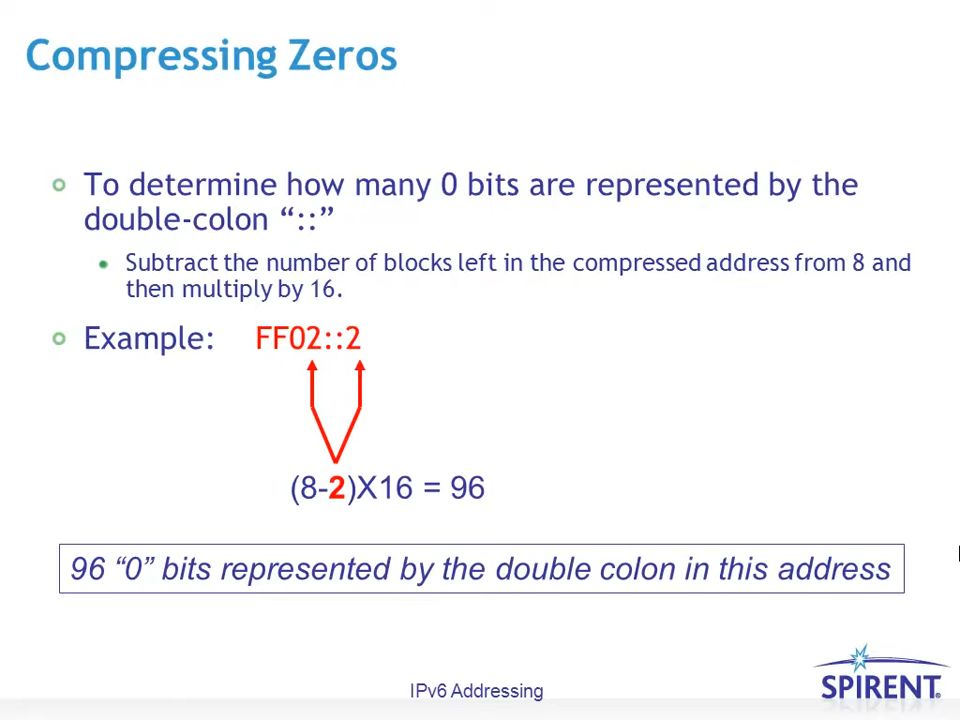 Compressing Zeros
To determine how many 0 bits are represented by the
double-colon “::”
Subtract the number of blocks left in the compressed address from 8 and
then multiply by 16.
Example: FF02::2
(8-2)X16 = 96
96 “0” bits represented by the double colon in this address
IPv6 Addressing
SPIRENT®